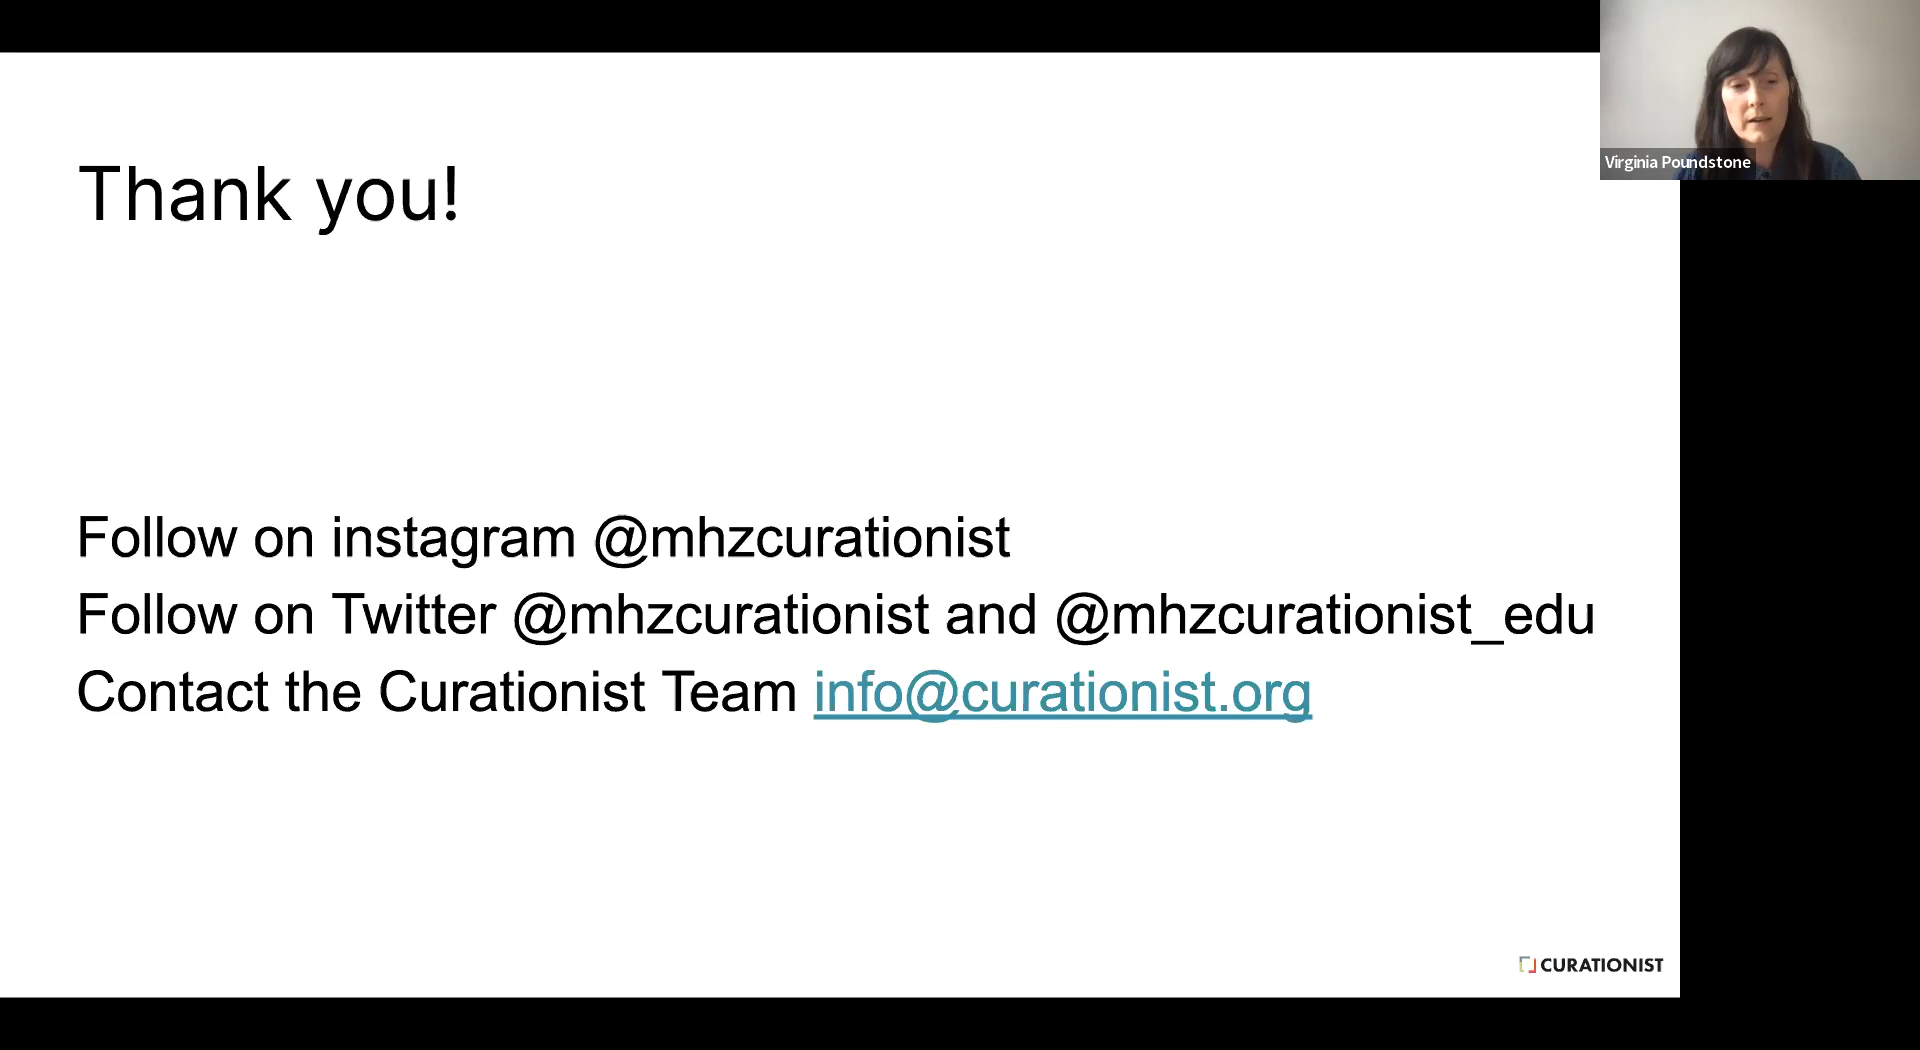 Thank you!
Follow on instagram @mhzcurationist
Follow on Twitter @mhzcurationist and @mhzcurationist_edu
Contact the Curationist Team info@curationist.org
CURATIONIST
Virginia Poundstone